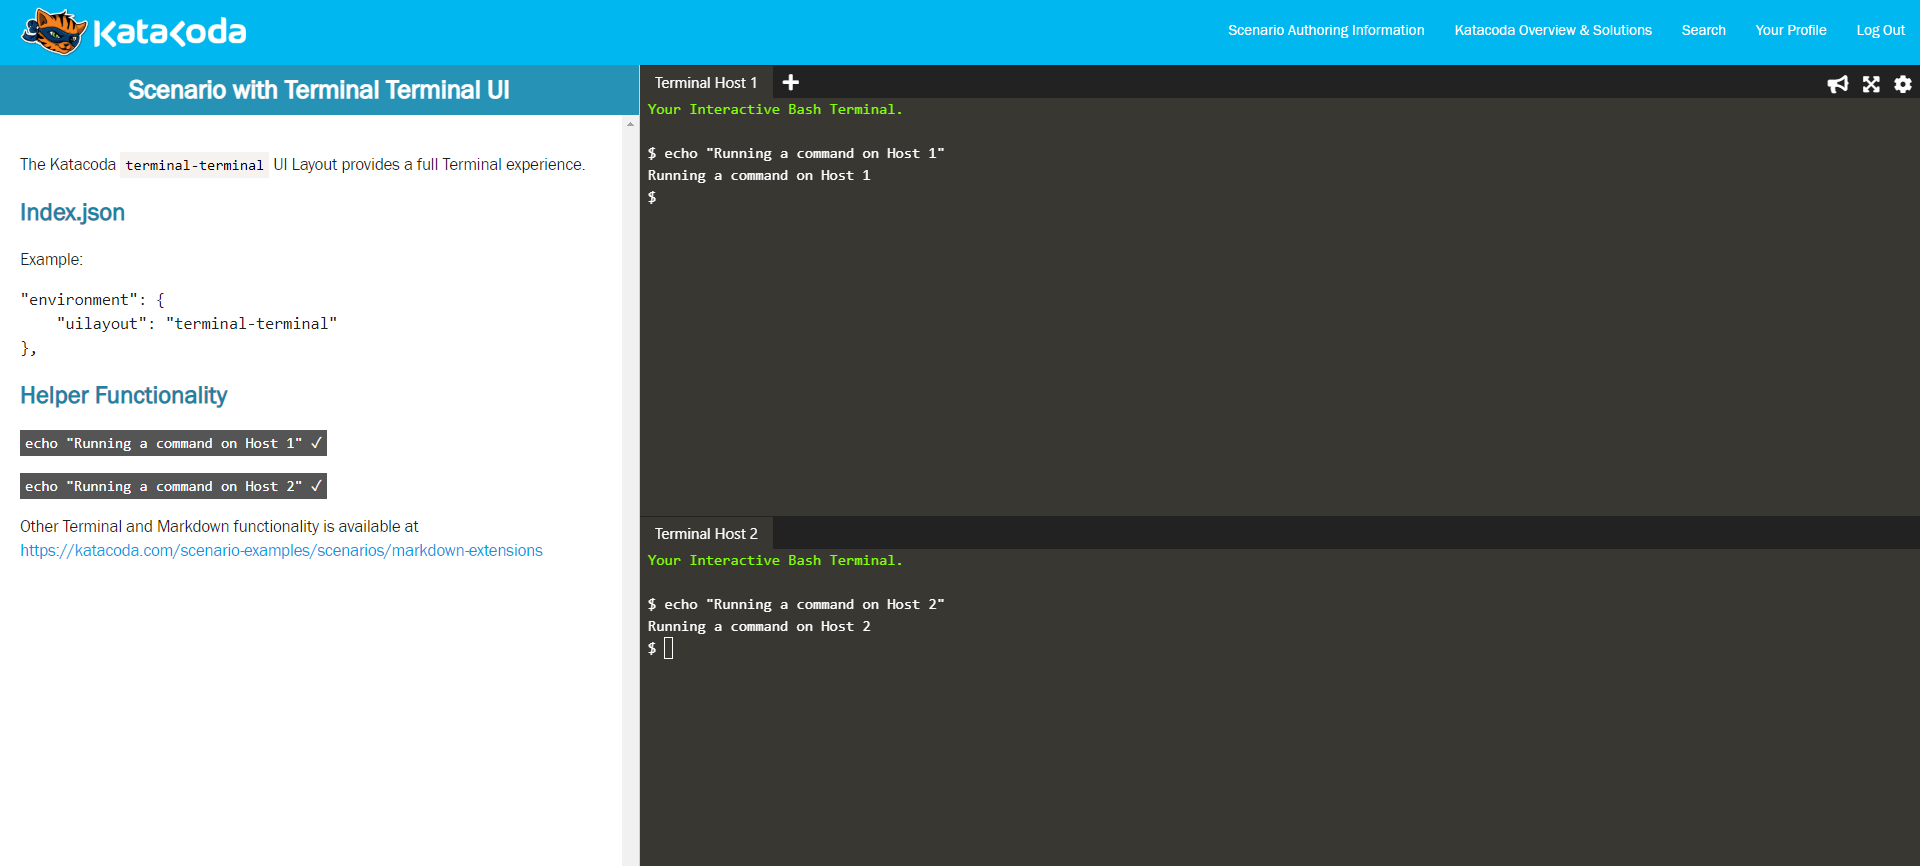 Katacoda
Scenario Authoring Information
Katacoda Overview & Solutions
Search
Your Profile
Log Out
Scenario with Terminal Terminal UI
The Katacoda terminal-terminal UI Layout provides a full Terminal experience.
Index.json
Example:
"environment": {
    "uilayout": "terminal-terminal"
},
Helper Functionality
echo "Running a command on Host 1" ✓
echo "Running a command on Host 2" ✓
Other Terminal and Markdown functionality is available at
https://katacoda.com/scenario-examples/scenarios/markdown-extensions
Terminal Host 1
Your Interactive Bash Terminal.
$ echo "Running a command on Host 1"
Running a command on Host 1
$
Terminal Host 2
Your Interactive Bash Terminal.
$ echo "Running a command on Host 2"
Running a command on Host 2
$